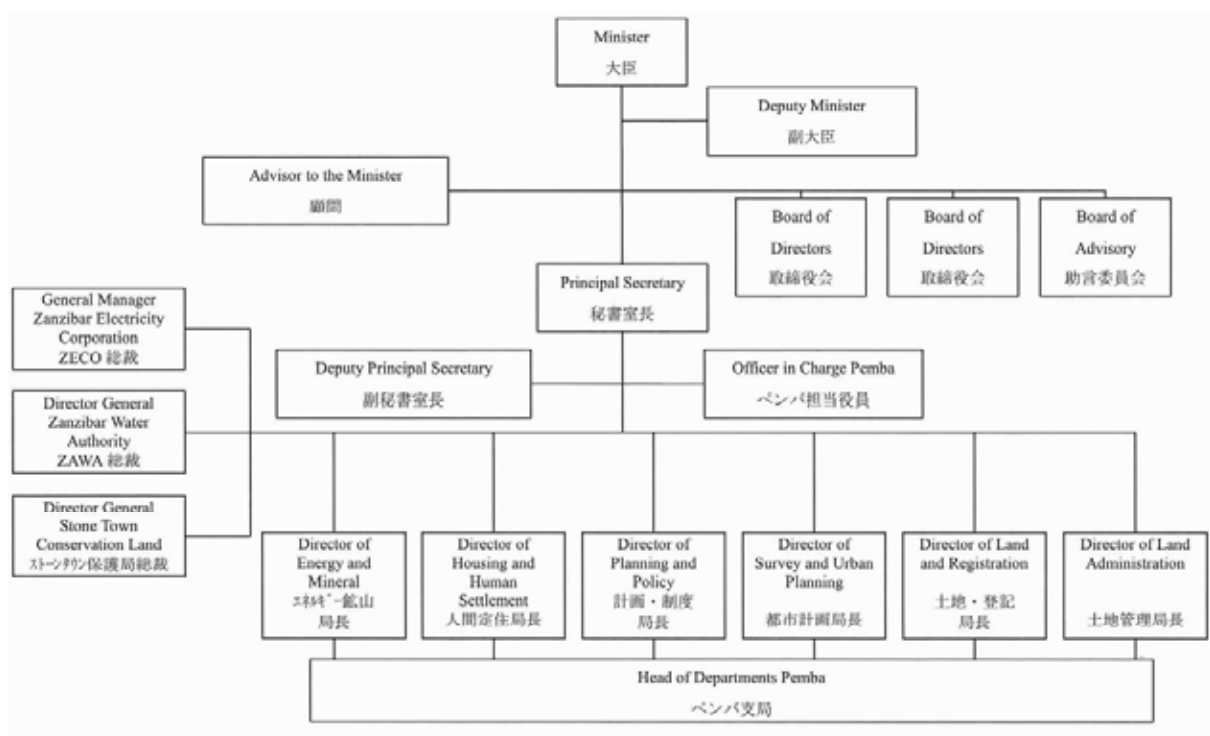 Minister
大臣
Deputy Minister
副大臣
Advisor to the Minister
顧問
Board of
Directors
取締役会
Board of
Directors
取締役会
Board of
Advisory
助言委員会
Principal Secretary
秘書室長
General Manager
Zanzibar Electricity
Corporation
ZECO 総裁
Deputy Principal Secretary
副秘書室長
Officer in Charge Pemba
ペンバ担当役員
Director General
Zanzibar Water
Authority
ZAWA 総裁
Director General
Stone Town
Conservation Land
ストーンタウン保護局総裁
Director of
Energy and
Mineral
エネルギー鉱山
局長
Director of
Housing and
Human
Settlement
人間定住局長
Director of
Planning and
Policy
計画・制度
局長
Director of
Survey and Urban
Planning
都市計画局長
Director of Land
and Registration
土地・登記
局長
Director of Land
Administration
土地管理局長
Head of Departments Pemba
ペンバ支局